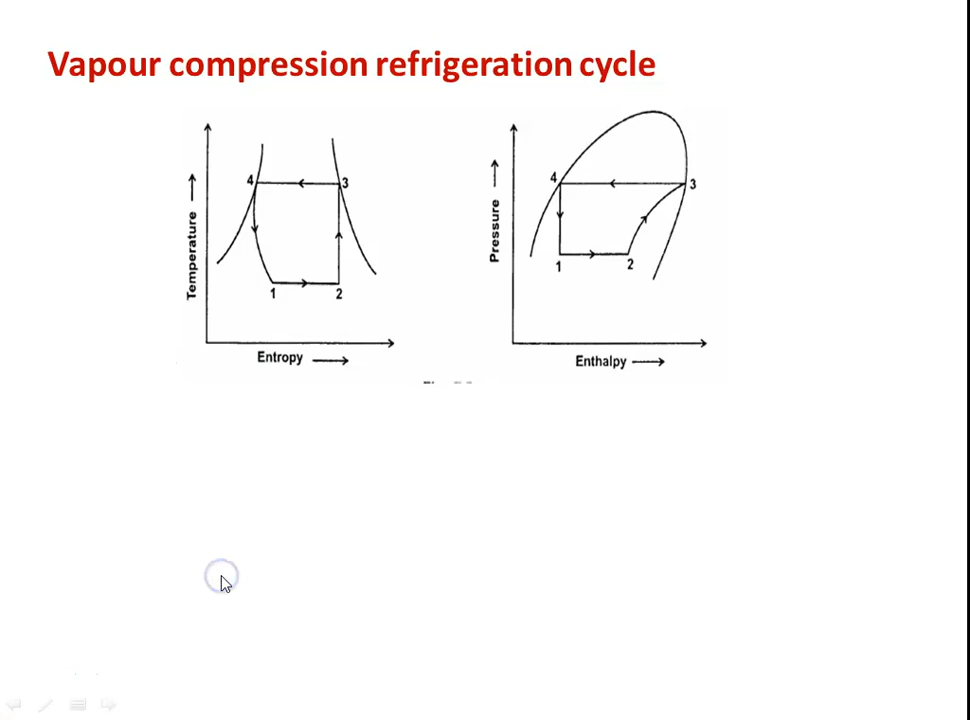 Vapour compression refrigeration cycle
4
3
Temperature
1
2
Entropy
4
3
Pressure
1
2
Enthalpy